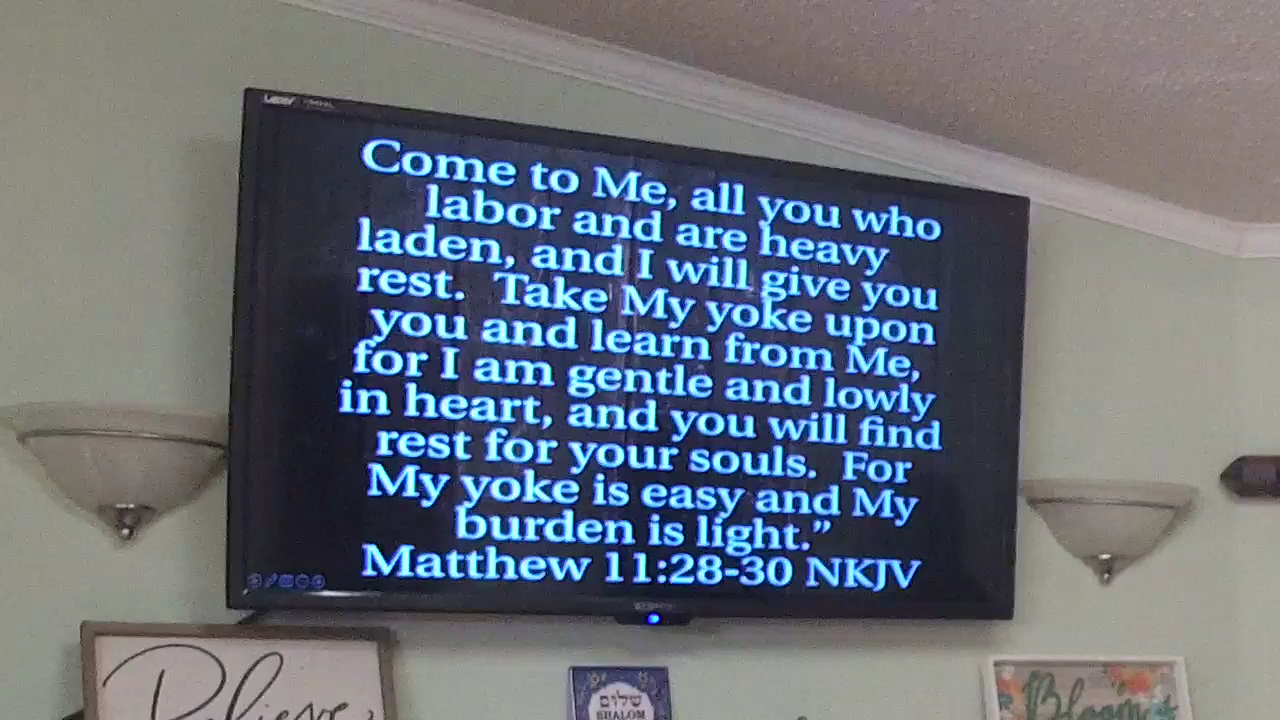 Come to Me, all you who
labor and are heavy
laden, and I will give you
rest. Take My yoke upon
you and learn from Me,
for I am gentle and lowly
in heart, and you will find
rest for your souls. For
My yoke is easy and My
burden is light.”
Matthew 11:28-30 NKJV
Believe
שלום
SHALOM
Bloom